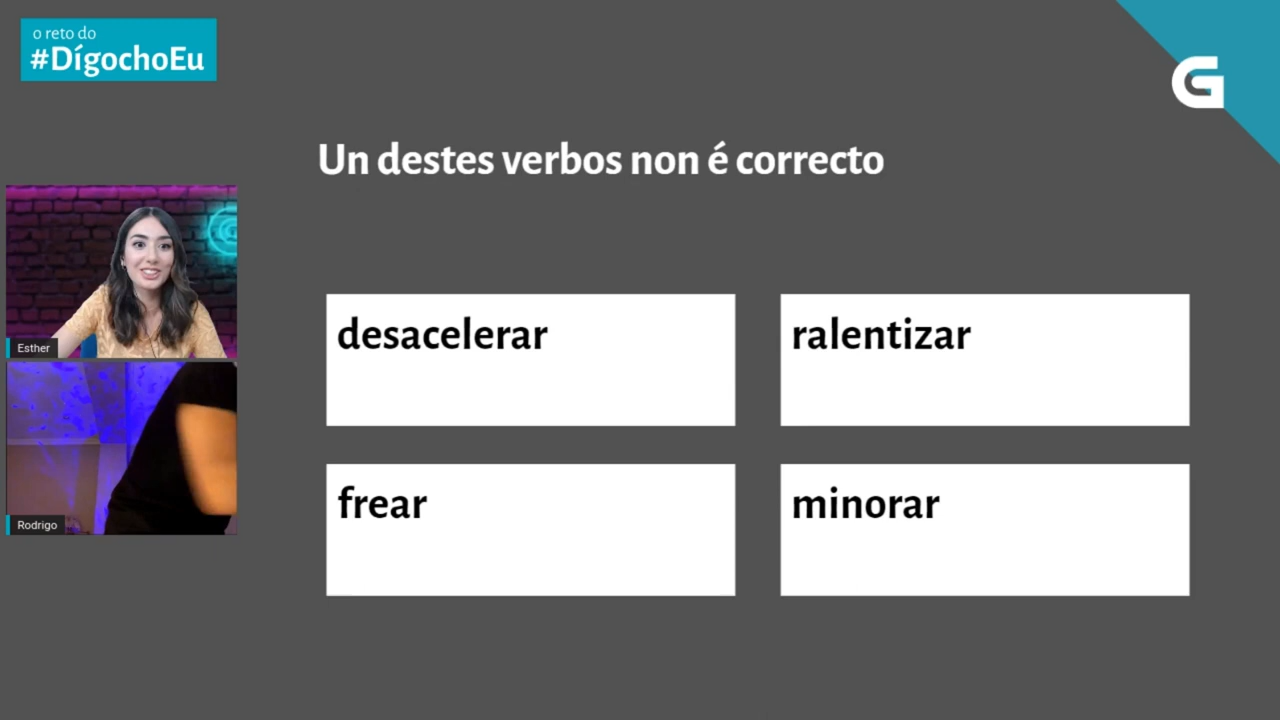 o reto do
#DígochoEu
G
Un destes verbos non é correcto
desacelerar
ralentizar
frear
minorar
Esther
Rodrigo